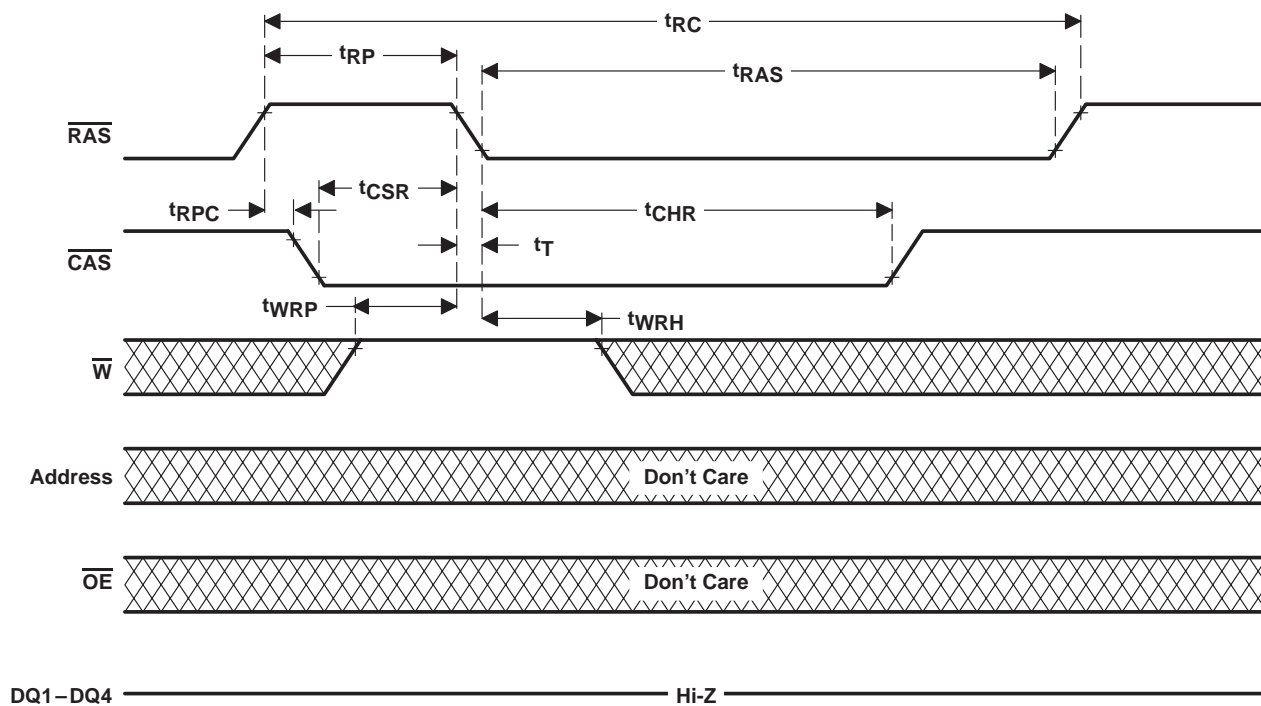 tRC
tRP
tRAS
RAS
tCSR
tRPC
tCHR
CAS
tT
tWRP
tWRH
W
Address
Don't Care
OE
Don't Care
DQ1–DQ4
Hi-Z